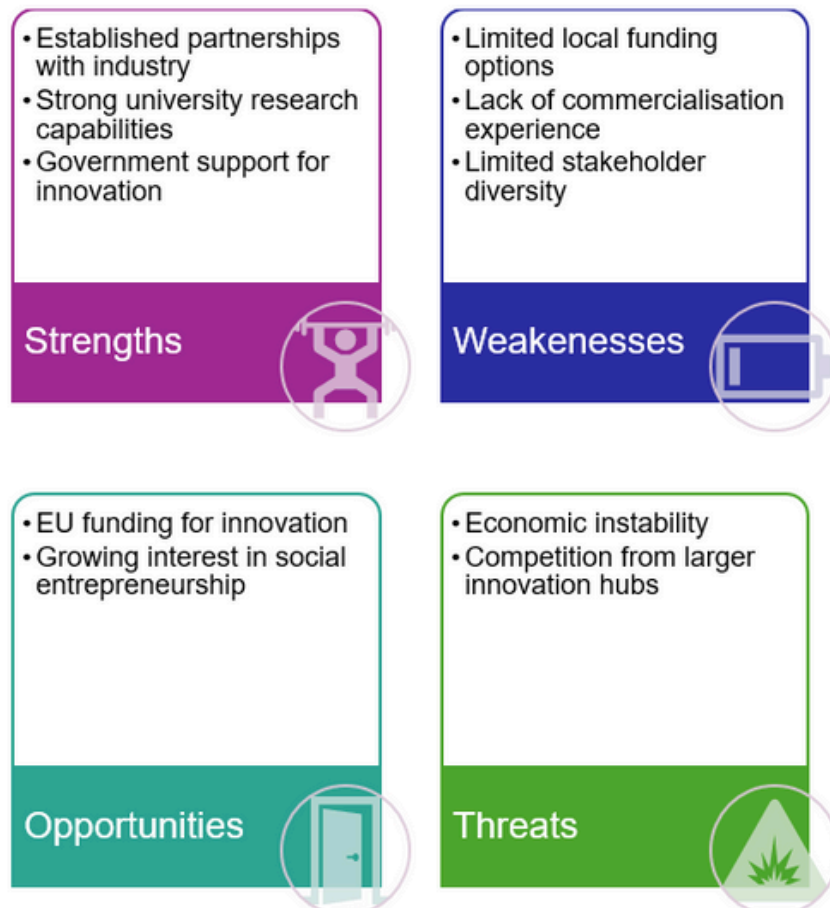 • Established partnerships
with industry
• Strong university research
capabilities
• Government support for
innovation
Strengths
• Limited local funding
options
• Lack of commercialisation
experience
• Limited stakeholder
diversity
Weakenesses
• EU funding for innovation
• Growing interest in social
entrepreneurship
Opportunities
• Economic instability
• Competition from larger
innovation hubs
Threats